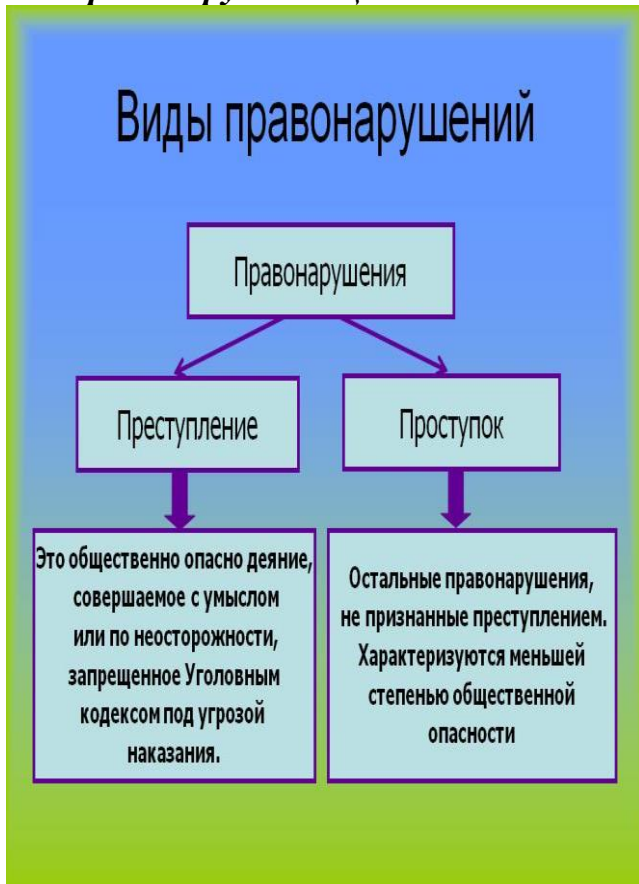 Виды правонарушений
Правонарушения
Преступление
Проступок
Это общественно опасно деяние,
совершаемое с умыслом
или по неосторожности,
запрещенное Уголовным
кодексом под угрозой
наказания.
Остальные правонарушения,
не признанные преступлением.
Характеризуются меньшей
степенью общественной
опасности